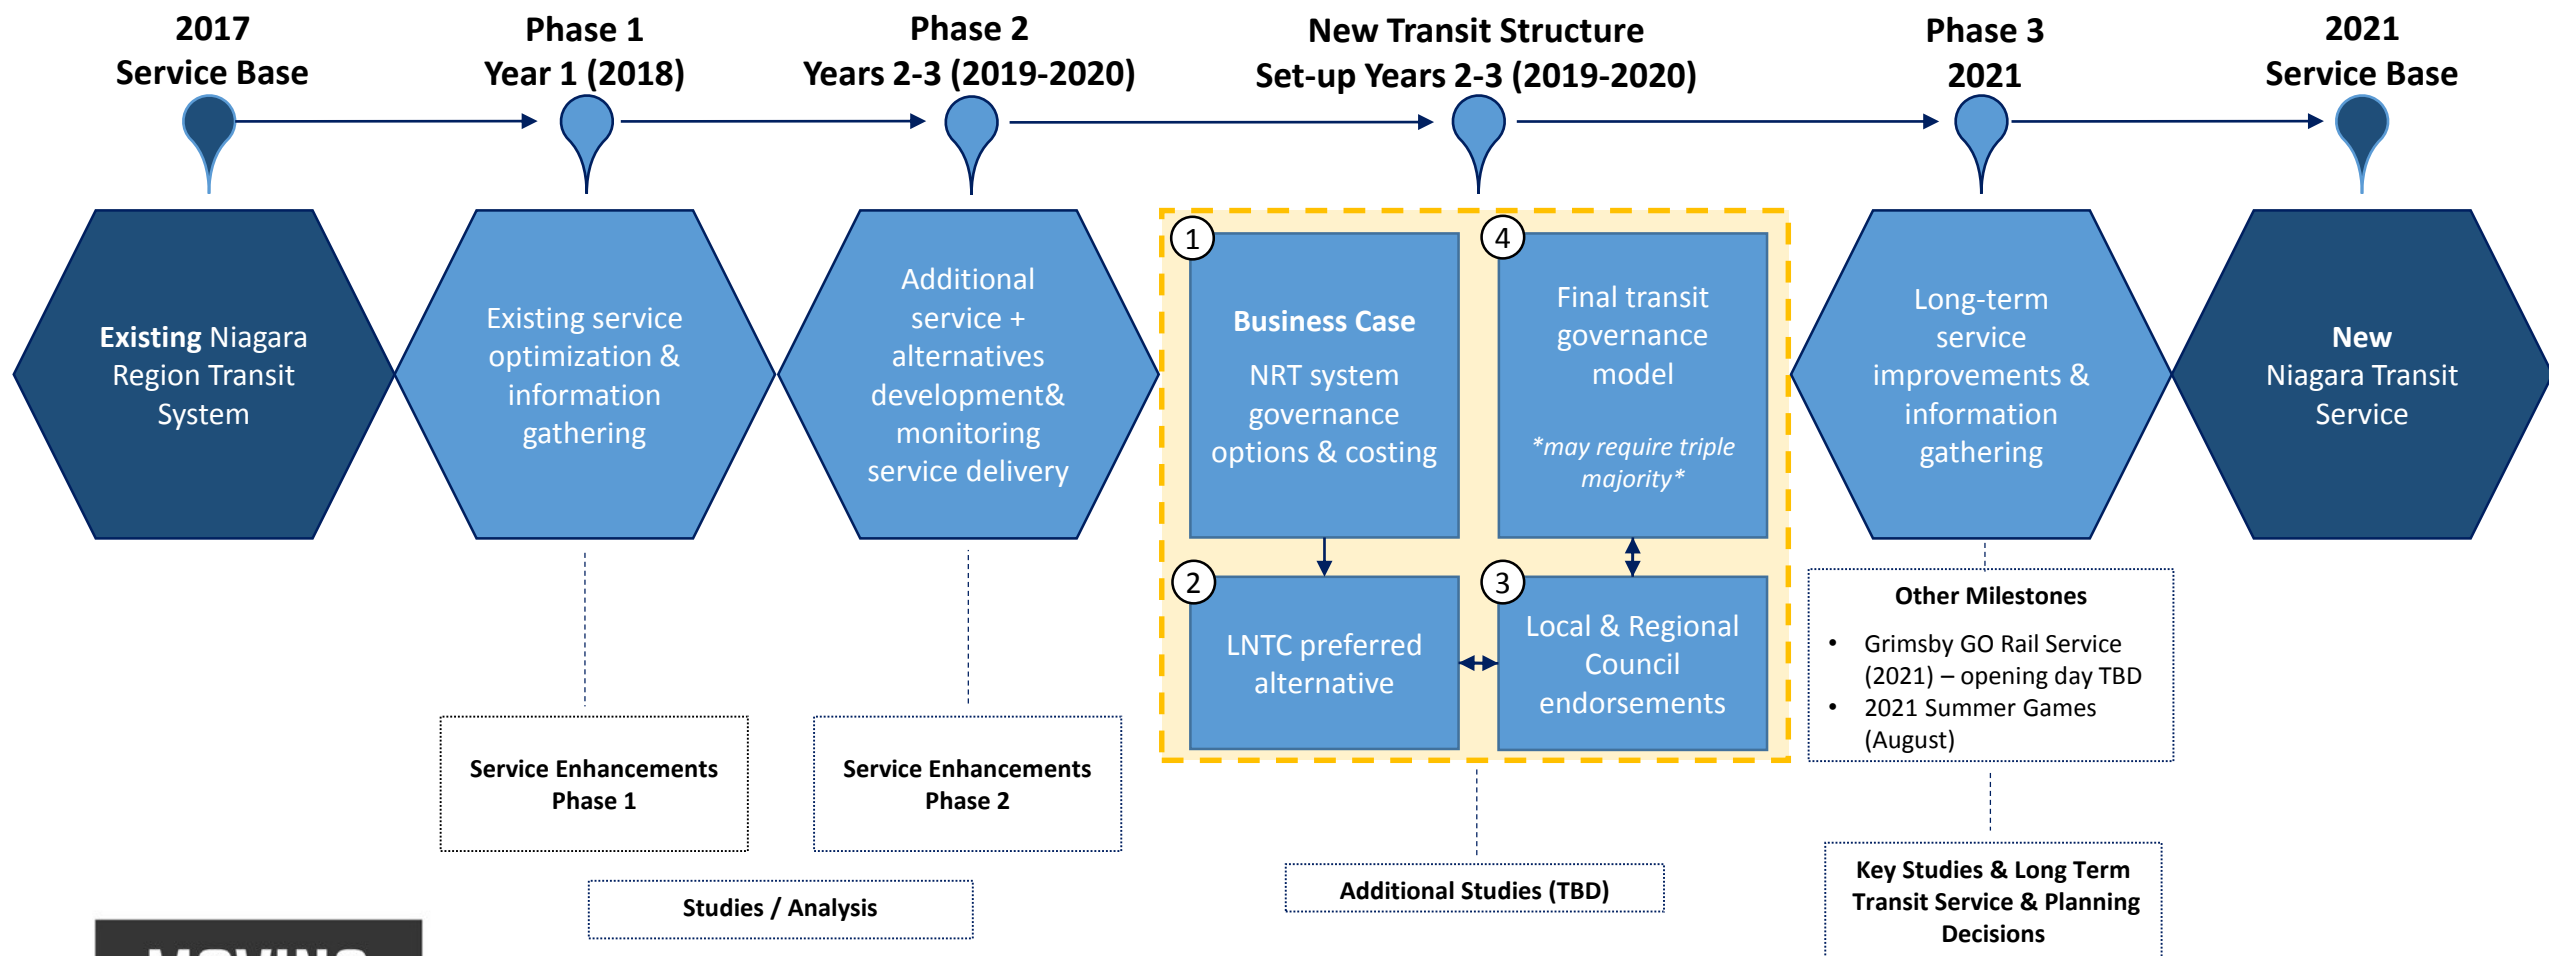 2017
Service Base
Phase 1
Year 1 (2018)
Phase 2
Years 2-3 (2019-2020)
New Transit Structure
Set-up Years 2-3 (2019-2020)
Phase 3
2021
2021
Service Base
Existing Niagara
Region Transit
System
Existing service
optimization &
information
gathering
Additional
service +
alternatives
development&
monitoring
service delivery
1
Business Case
NRT system
governance
options & costing
2
LNTC preferred
alternative
3
Local & Regional
Council
endorsements
4
Final transit
governance
model
*may require triple
majority*
Long-term
service
improvements &
information
gathering
New
Niagara Transit
Service
Service Enhancements
Phase 1
Service Enhancements
Phase 2
Studies / Analysis
Additional Studies (TBD)
Other Milestones
• Grimsby GO Rail Service
(2021) – opening day TBD
• 2021 Summer Games
(August)
Key Studies & Long Term
Transit Service & Planning
Decisions
MOVING